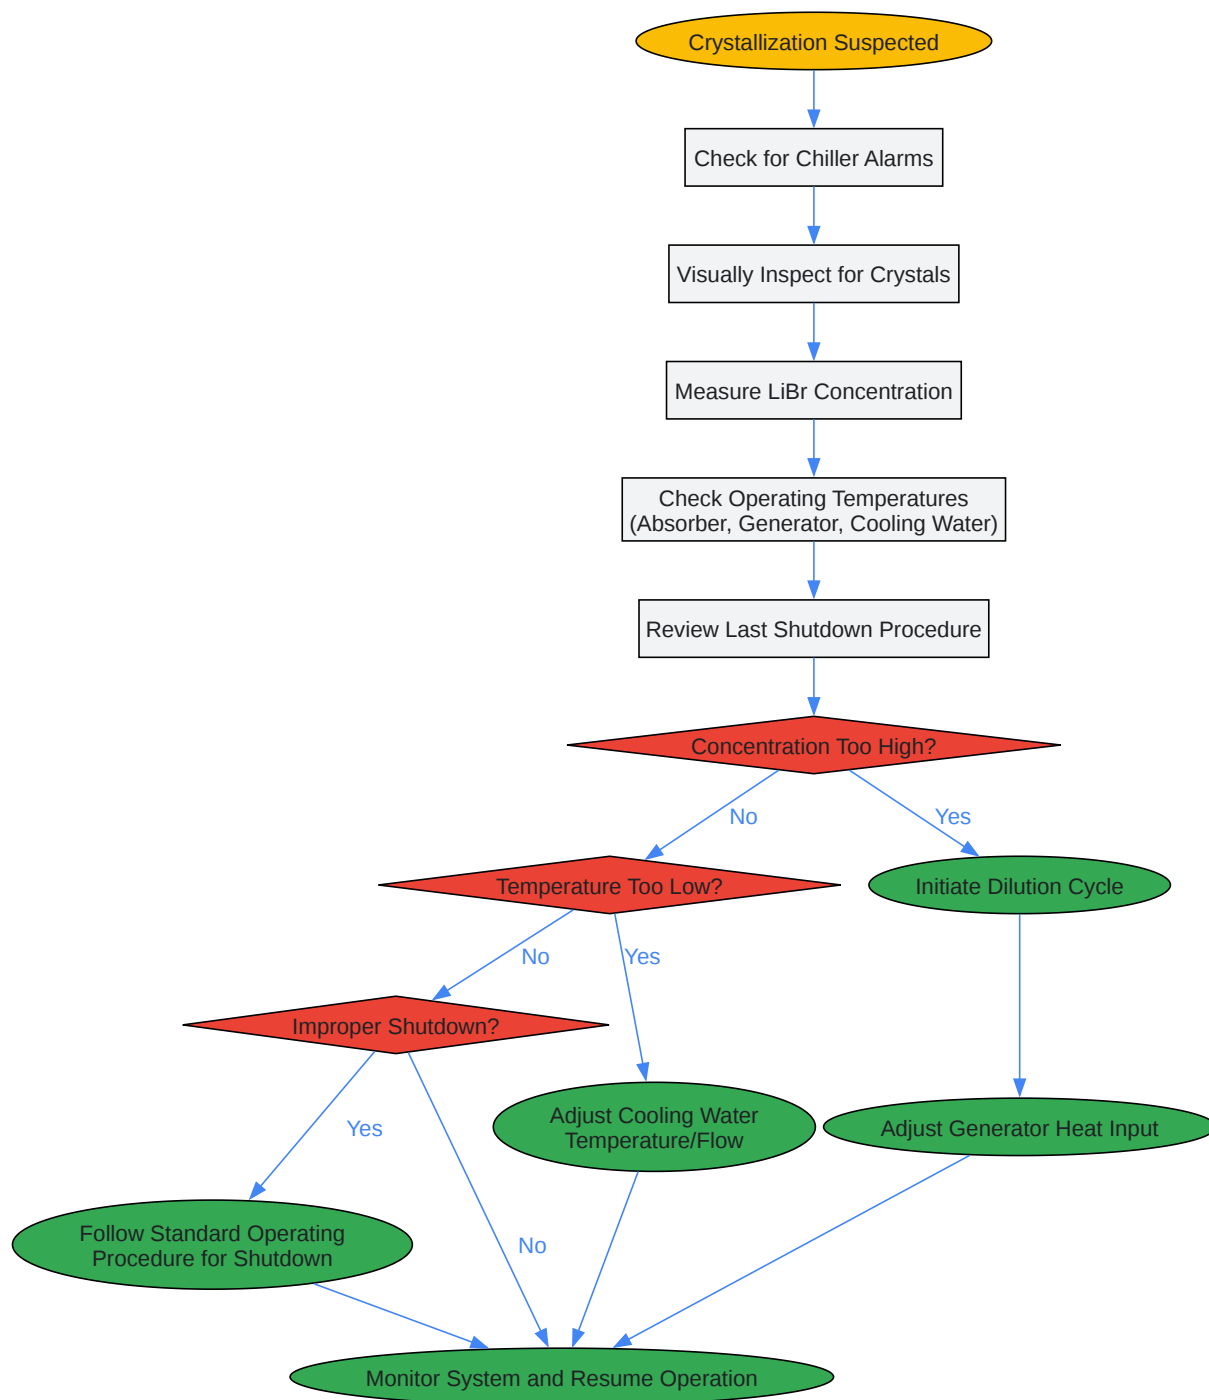 Crystallization Suspected
Check for Chiller Alarms
Visually Inspect for Crystals
Measure LiBr Concentration
Check Operating Temperatures
(Absorber, Generator, Cooling Water)
Review Last Shutdown Procedure
Concentration Too High?
No
Yes
Temperature Too Low?
Initiate Dilution Cycle
No
Yes
Improper Shutdown?
Adjust Cooling Water
Temperature/Flow
Adjust Generator Heat Input
Yes
Follow Standard Operating
Procedure for Shutdown
No
Monitor System and Resume Operation